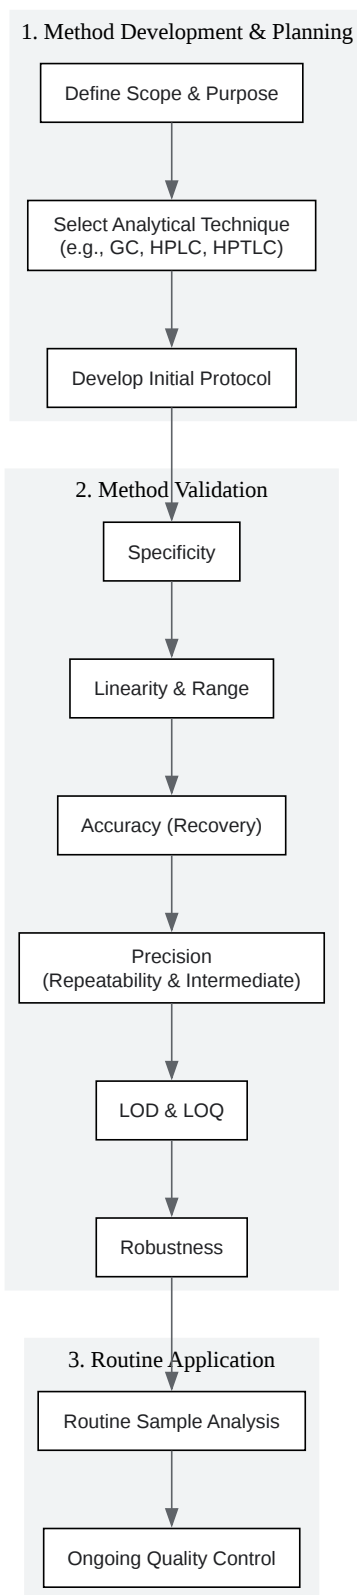 1. Method Development & Planning
Define Scope & Purpose
Select Analytical Technique
(e.g., GC, HPLC, HPTLC)
Develop Initial Protocol
2. Method Validation
Specificity
Linearity & Range
Accuracy (Recovery)
Precision
(Repeatability & Intermediate)
LOD & LOQ
Robustness
3. Routine Application
Routine Sample Analysis
Ongoing Quality Control